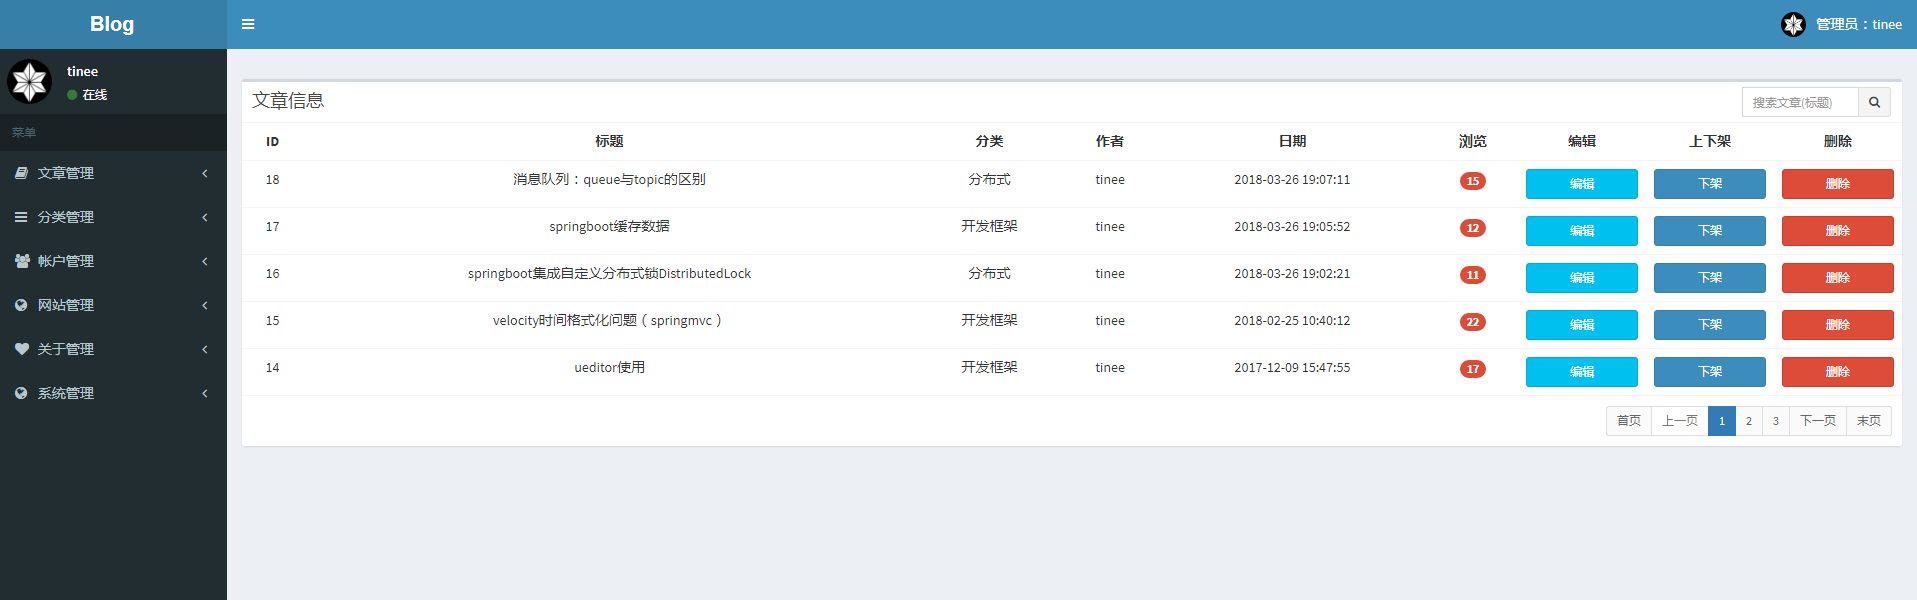 Blog
管理员：tinee
tinee
在线
菜单
文章管理
分类管理
帐户管理
网站管理
关于管理
系统管理
文章信息
搜索文章(标题)
ID 标题 分类 作者 日期 浏览 编辑 上下架 删除
18 消息队列：queue与topic的区别 分布式 tinee 2018-03-26 19:07:11 15 编辑 下架 删除
17 springboot缓存数据 开发框架 tinee 2018-03-26 19:05:52 12 编辑 下架 删除
16 springboot集成自定义分布式锁DistributedLock 分布式 tinee 2018-03-26 19:02:21 11 编辑 下架 删除
15 velocity时间格式化问题（springmvc） 开发框架 tinee 2018-02-25 10:40:12 22 编辑 下架 删除
14 ueditor使用 开发框架 tinee 2017-12-09 15:47:55 17 编辑 下架 删除
首页 上一页 1 2 3 下一页 末页